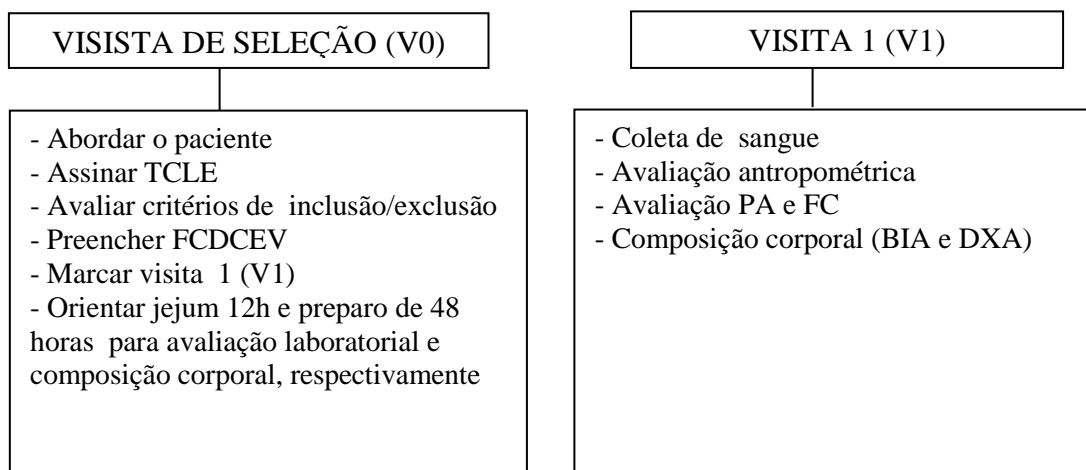 VISISTA DE SELEÇÃO (V0)
- Abordar o paciente
- Assinar TCLE
- Avaliar critérios de inclusão/exclusão
- Preencher FCDCEV
- Marcar visita 1 (V1)
- Orientar jejum 12h e preparo de 48
horas para avaliação laboratorial e
composição corporal, respectivamente
VISITA 1 (V1)
- Coleta de sangue
- Avaliação antropométrica
- Avaliação PA e FC
- Composição corporal (BIA e DXA)